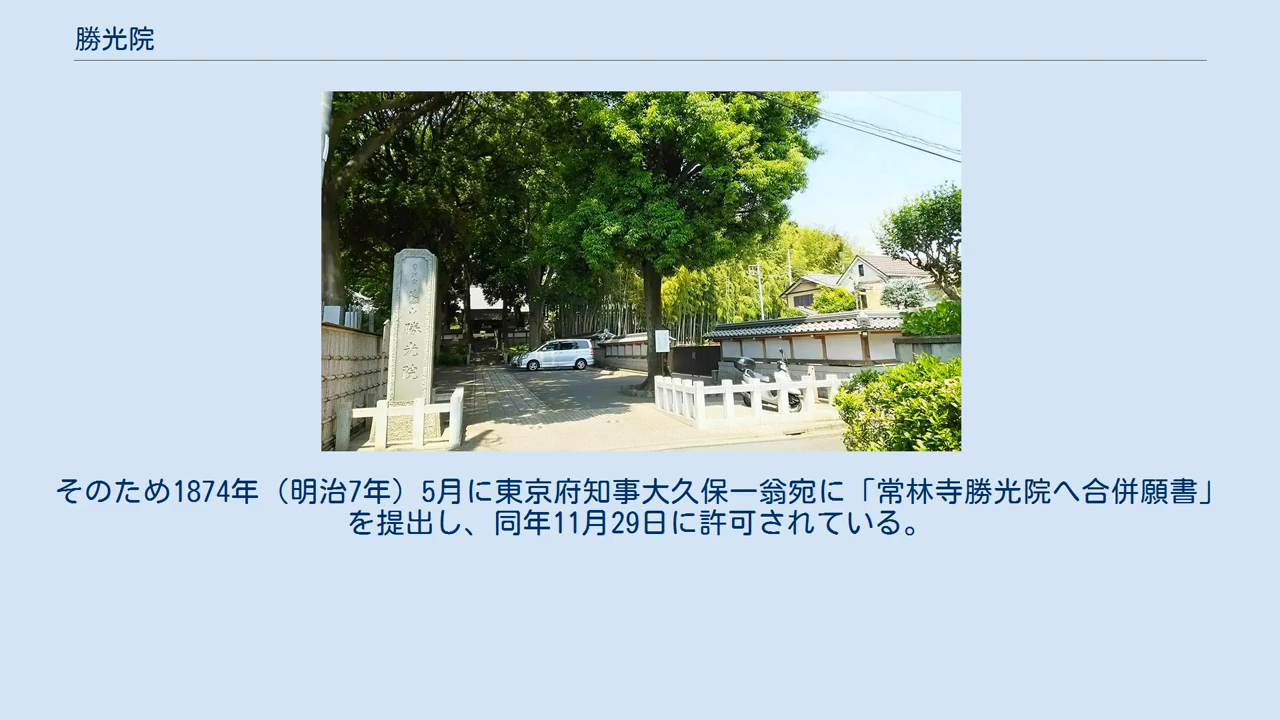 勝光院
勝光院
そのため1874年（明治7年）5月に東京府知事大久保一翁宛に「常林寺勝光院へ合併願書」
を提出し、同年11月29日に許可されている。